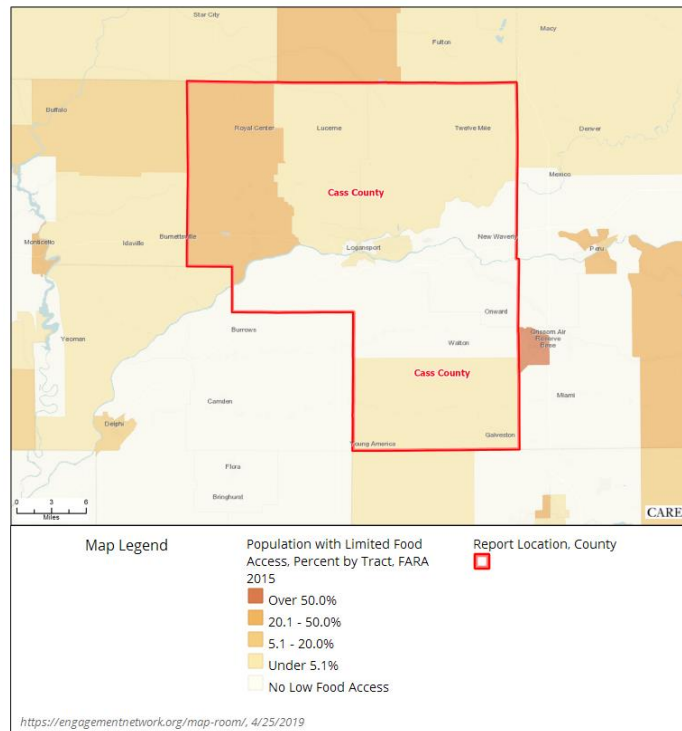 Star City
Macy
Fulton
Buffalo
Royal Center
Lucerne
Twelve Mile
Denver
Mexico
Cass County
Monticello
Idaville
Burnettsville
Logansport
New Waverly
Peru
Onward
Grissom Air
Reserve
Base
Burrows
Yeoman
Walton
Cass County
Miami
Camden
Delphi
Young America
Galveston
Flora
Bringhurst
0 3 6
Miles
CARE
Map Legend
Population with Limited Food
Access, Percent by Tract, FARA
2015
Over 50.0%
20.1 - 50.0%
5.1 - 20.0%
Under 5.1%
No Low Food Access
Report Location, County
https://engagementnetwork.org/map-room/, 4/25/2019